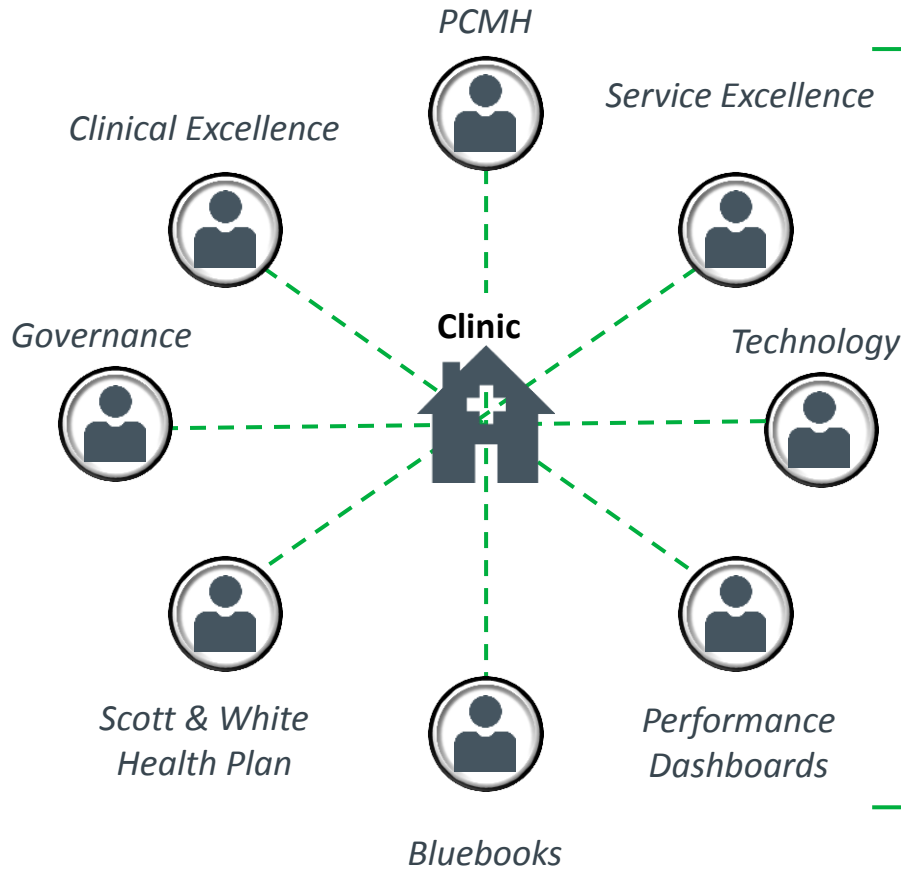 PCMH
Service Excellence
Clinical Excellence
Clinic
Governance
Technology
Scott & White
Health Plan
Performance
Dashboards
Bluebooks